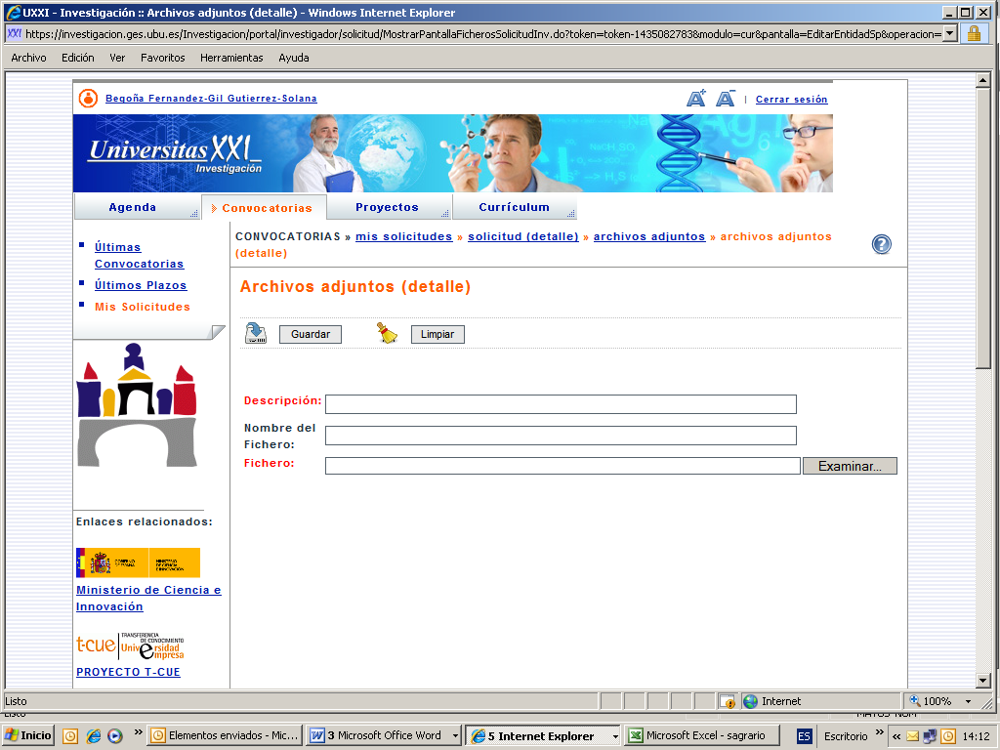 UXXI - Investigación :: Archivos adjuntos (detalle) - Windows Internet Explorer
XXI https://investigacion.ges.ubu.es/Investigacion/portal/investigador/solicitud/MostrarPantallaFicherosSolicitudInv.do?token=token-1435082783&modulo=cur&pantalla=EditarEntidadSp&operacion=
Archivo Edición Ver Favoritos Herramientas Ayuda
Begoña Fernandez-Gil Gutierrez-Solana
A+ A- | Cerrar sesión
Universitas XXI_
Investigación
Agenda Convocatorias Proyectos Currículum
CONVOCATORIAS » mis solicitudes » solicitud (detalle) » archivos adjuntos » archivos adjuntos
(detalle)
Últimas
Convocatorias
Últimos Plazos
Mis Solicitudes
Archivos adjuntos (detalle)
Guardar Limpiar
Descripción:
Nombre del
Fichero:
Fichero: Examinar...
Enlaces relacionados:
GOBIERNO
DE ESPAÑA
MINISTERIO
DE CIENCIA
E INNOVACIÓN
Ministerio de Ciencia e
Innovación
t-cue
TRANSFERENCIA
DE CONOCIMIENTO
Universidad
Empresa
PROYECTO T-CUE
Listo Internet 100%
Inicio » Elementos enviados - Mic... 3 Microsoft Office Word 5 Internet Explorer Microsoft Excel - sagrario ES Escritorio » « 14:12